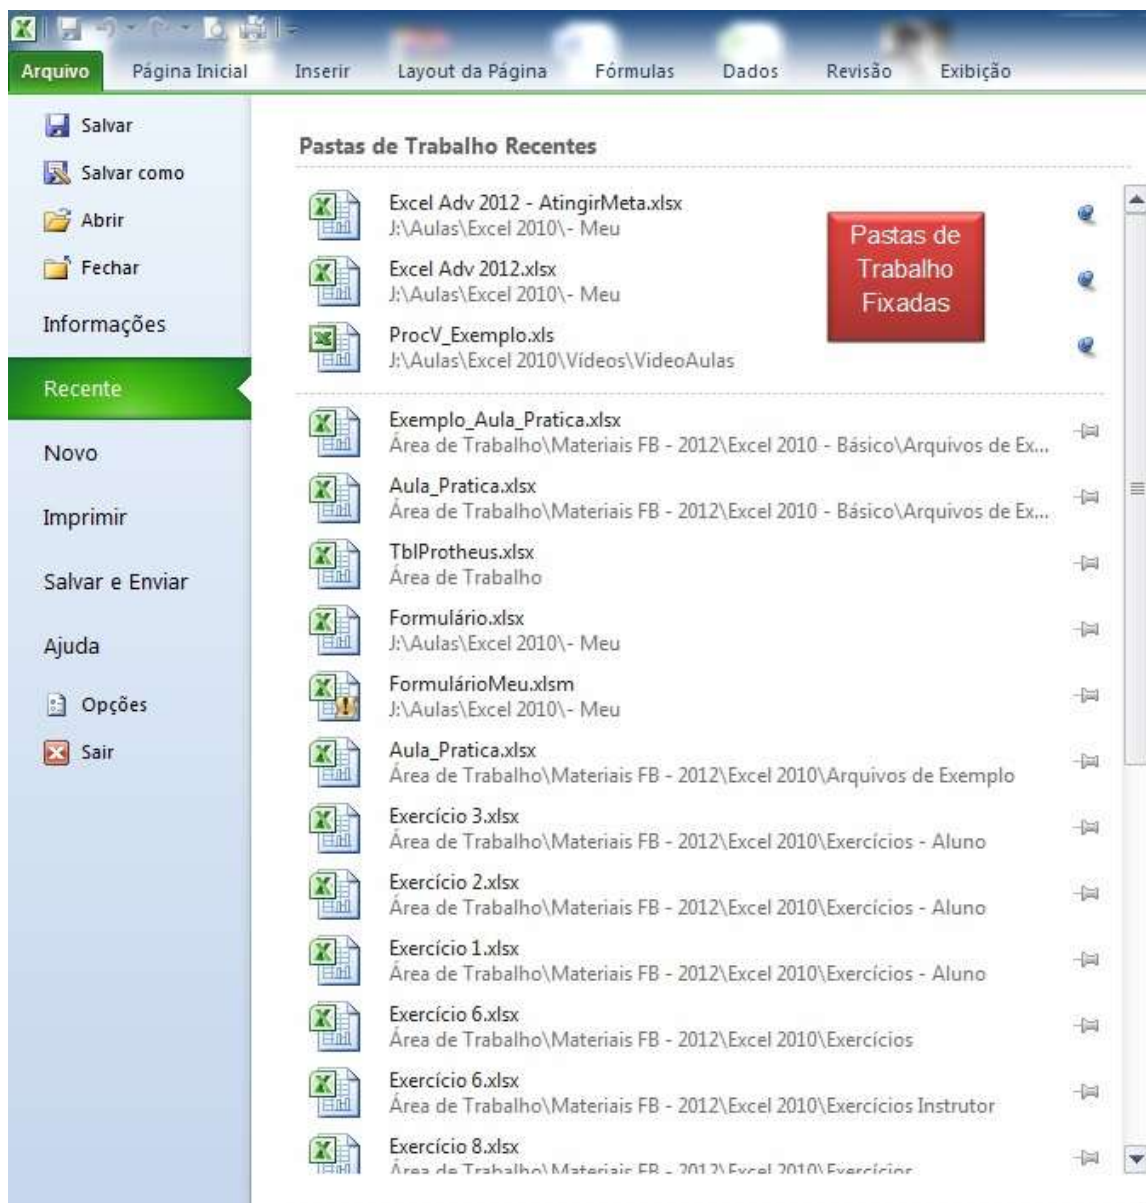 Arquivo Página Inicial Inserir Layout da Página Fórmulas Dados Revisão Exibição
Salvar
Salvar como
Abrir
Fechar
Informações
Recente
Novo
Imprimir
Salvar e Enviar
Ajuda
Opções
Sair
Pastas de Trabalho Recentes
Excel Adv 2012 - AtingirMeta.xlsx
J:\Aulas\Excel 2010\- Meu
Excel Adv 2012.xlsx
J:\Aulas\Excel 2010\- Meu
ProcV_Exemplo.xls
J:\Aulas\Excel 2010\Vídeos\VideoAulas
Pastas de
Trabalho
Fixadas
Exemplo_Aula_Pratica.xlsx
Área de Trabalho\Materiais FB - 2012\Excel 2010 - Básico\Arquivos de Ex...
Aula_Pratica.xlsx
Área de Trabalho\Materiais FB - 2012\Excel 2010 - Básico\Arquivos de Ex...
TblProtheus.xlsx
Área de Trabalho
Formulário.xlsx
J:\Aulas\Excel 2010\- Meu
FormulárioMeu.xlsm
J:\Aulas\Excel 2010\- Meu
Aula_Pratica.xlsx
Área de Trabalho\Materiais FB - 2012\Excel 2010\Arquivos de Exemplo
Exercício 3.xlsx
Área de Trabalho\Materiais FB - 2012\Excel 2010\Exercícios - Aluno
Exercício 2.xlsx
Área de Trabalho\Materiais FB - 2012\Excel 2010\Exercícios - Aluno
Exercício 1.xlsx
Área de Trabalho\Materiais FB - 2012\Excel 2010\Exercícios - Aluno
Exercício 6.xlsx
Área de Trabalho\Materiais FB - 2012\Excel 2010\Exercícios
Exercício 6.xlsx
Área de Trabalho\Materiais FB - 2012\Excel 2010\Exercícios Instrutor
Exercício 8.xlsx
Área de Trabalho\Materiais FB - 2012\Excel 2010\Exercícios